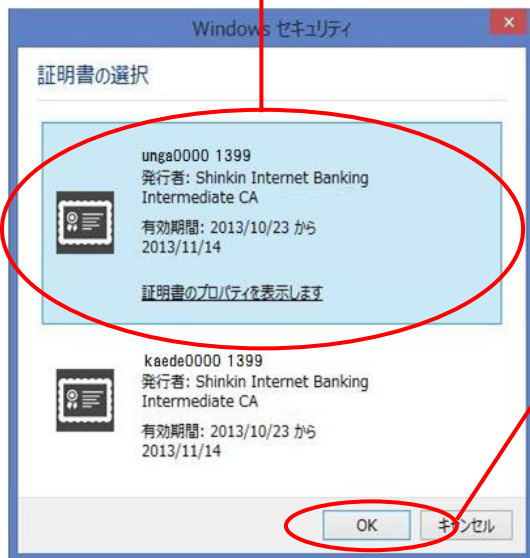 Windows セキュリティ
×
証明書の選択
unga0000 1399
発行者: Shinkin Internet Banking
Intermediate CA
有効期間: 2013/10/23 から
2013/11/14
証明書のプロパティを表示します
kaede0000 1399
発行者: Shinkin Internet Banking
Intermediate CA
有効期間: 2013/10/23 から
2013/11/14
OK キャンセル